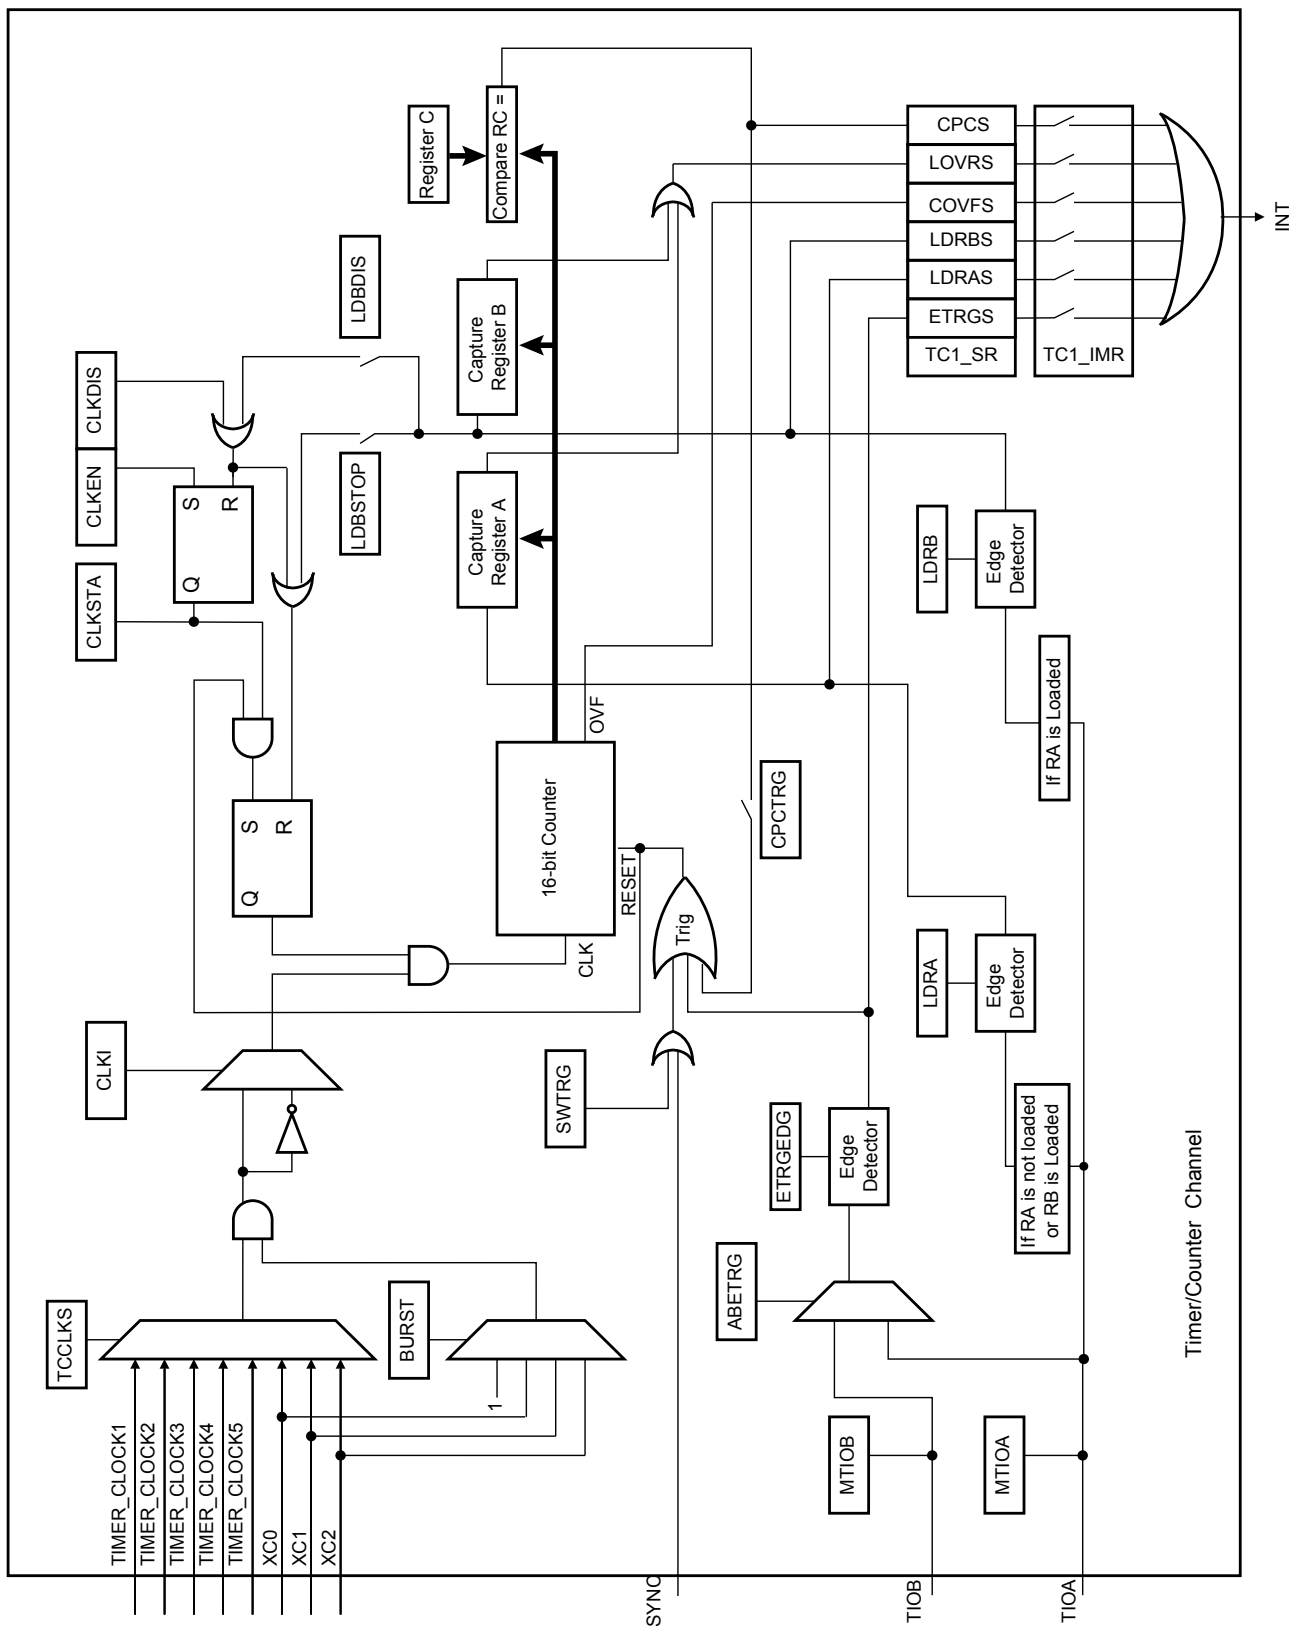 TCCLKS
TIMER_CLOCK1
TIMER_CLOCK2
TIMER_CLOCK3
TIMER_CLOCK4
TIMER_CLOCK5
XC0
XC1
XC2
CLKI
CLKSTA
CLKEN
CLKDIS
Q
S
R
Q
S
R
BURST
1
LDBSTOP
LDBDIS
Register C
Compare RC =
Capture
Register A
Capture
Register B
16-bit Counter
CLK
OVF
RESET
SWTRG
Trig
CPCTRG
SYNC
ABETRG
ETRGEDG
Edge
Detector
MTIOB
TIOB
MTIOA
TIOA
LDRA
Edge
Detector
If RA is not loaded
or RB is Loaded
LDRB
Edge
Detector
If RA is Loaded
CPCS
LOVRS
COVFS
LDRBS
LDRAS
ETRGS
TC1_SR
TC1_IMR
INT
Timer/Counter Channel